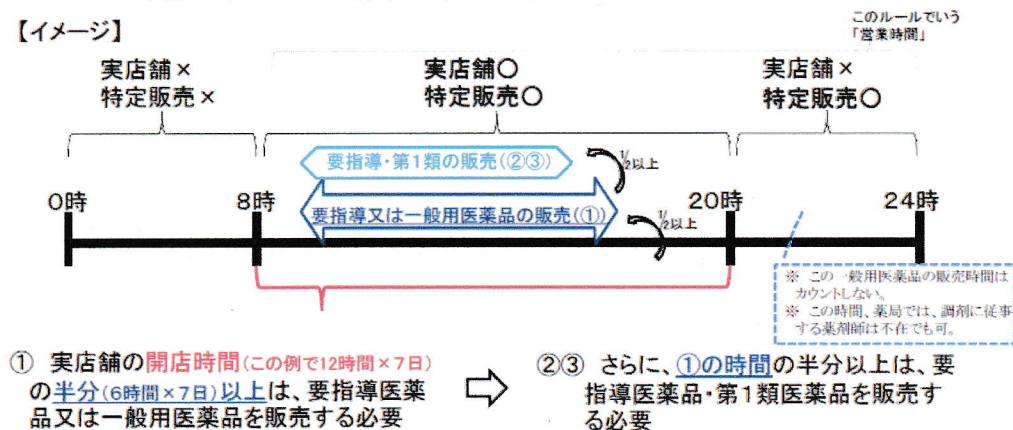 このルールでいう
「営業時間」
【イメージ】
実店舗×
特定販売×
実店舗〇
特定販売〇
実店舗×
特定販売〇
要指導・第1類の販売(②③)
1/2以上
0時
8時
要指導又は一般用医薬品の販売(①)
1/2以上
20時
24時
※ この一般用医薬品の販売時間は
カウントしない。
※ この時間、薬局では、調剤に従事
する薬剤師は不在でも可。
① 実店舗の開店時間(この例で12時間×7日)
の半分(6時間×7日)以上は、要指導医薬
品又は一般用医薬品を販売する必要
②③ さらに、①の時間の半分以上は、要
指導医薬品・第1類医薬品を販売す
る必要